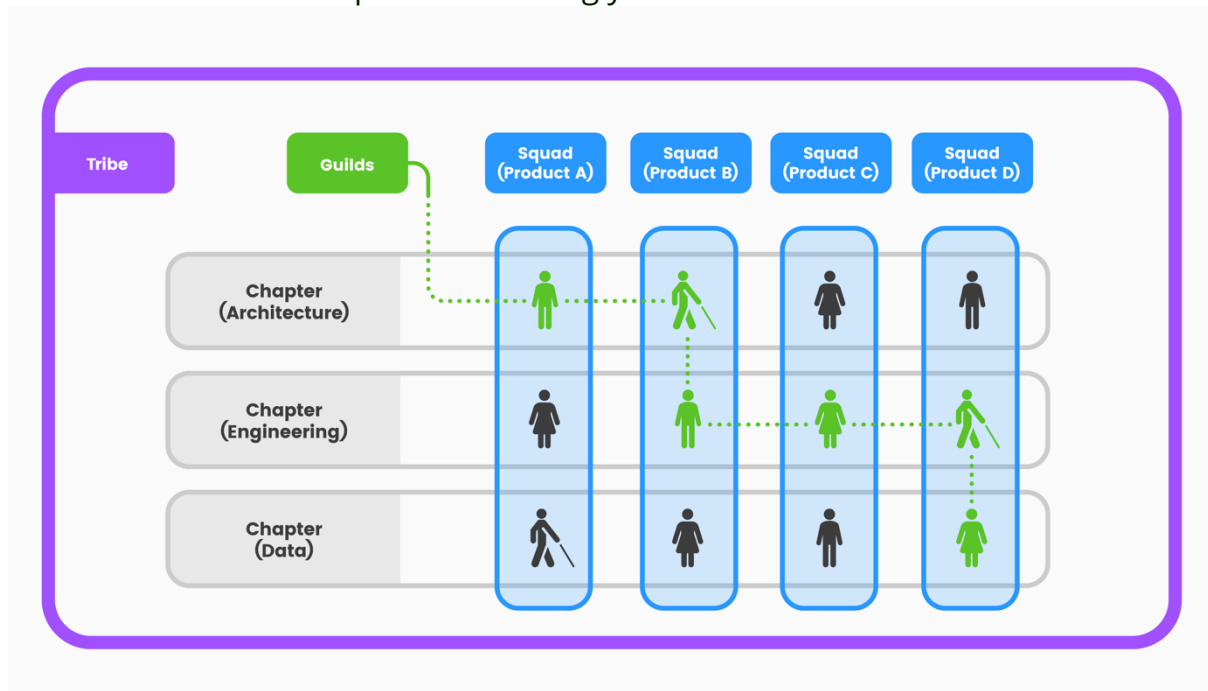 Tribe
Guilds
Squad
(Product A)
Squad
(Product B)
Squad
(Product C)
Squad
(Product D)
Chapter
(Architecture)
Chapter
(Engineering)
Chapter
(Data)